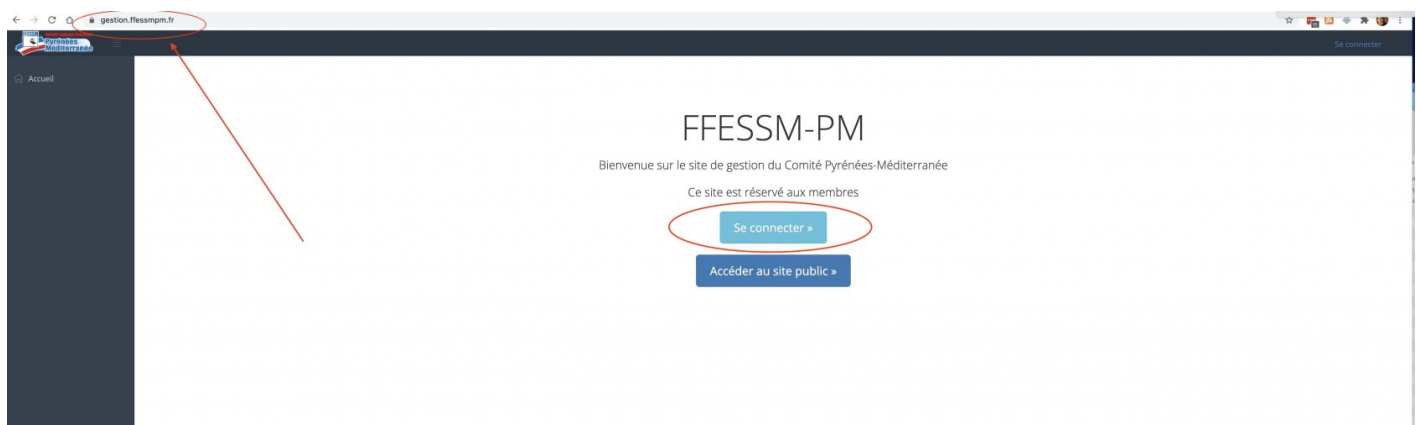 gestion.ffessmpm.fr
FFESSM
Pyrénées
Méditerranée
Se connecter
Accueil
FFESSM-PM
Bienvenue sur le site de gestion du Comité Pyrénées-Méditerranée
Ce site est réservé aux membres
Se connecter »
Accéder au site public »